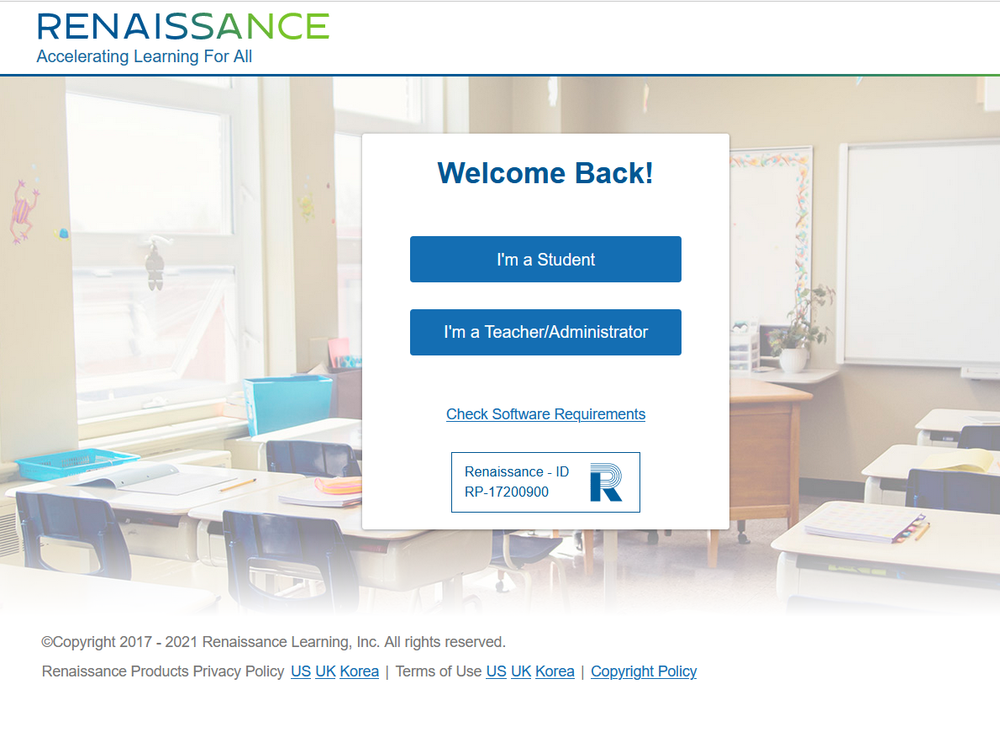 RENAISSANCE
Accelerating Learning For All
Welcome Back!
I'm a Student
I'm a Teacher/Administrator
Check Software Requirements
Renaissance - ID
RP-17200900
R
©Copyright 2017 - 2021 Renaissance Learning, Inc. All rights reserved.
Renaissance Products Privacy Policy US UK Korea | Terms of Use US UK Korea | Copyright Policy